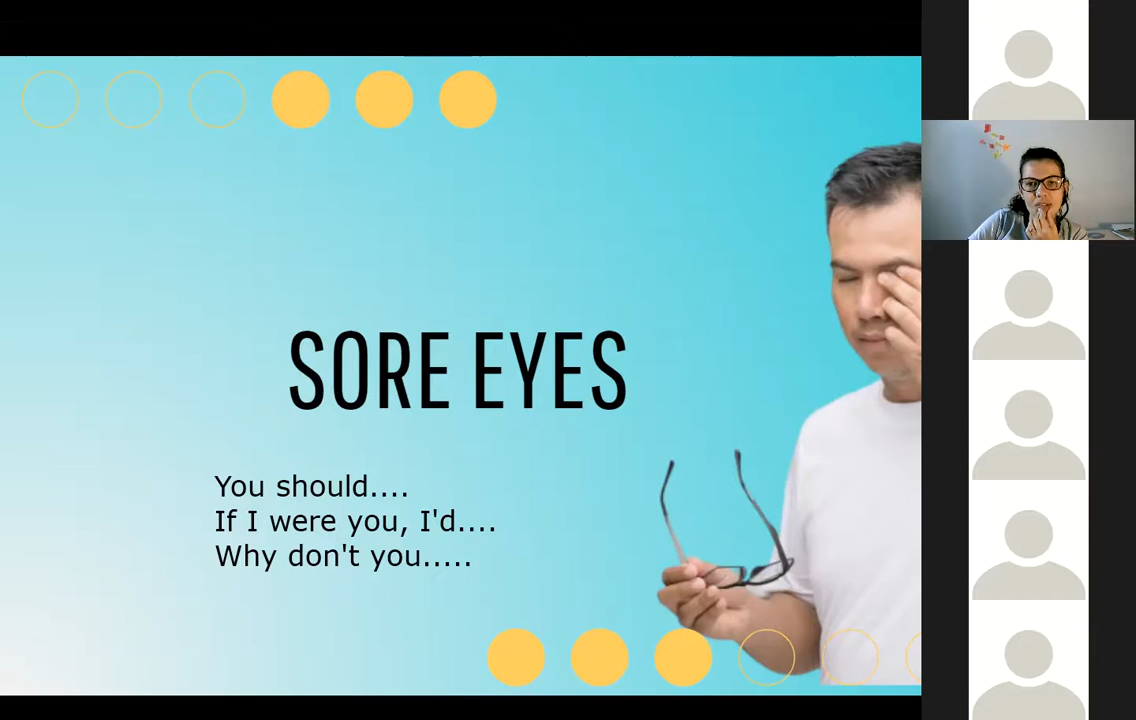 SORE EYES
You should....
If I were you, I'd....
Why don't you.....